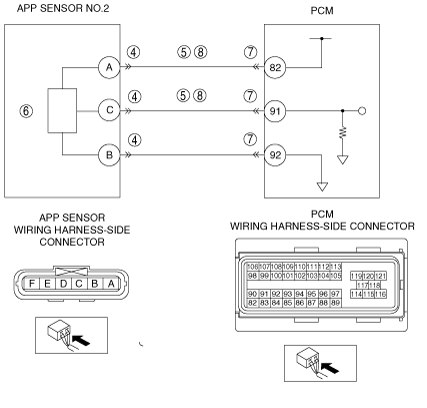 APP SENSOR NO.2
PCM
A ④ ⑤ ⑧ ⑦ 82
⑥ C ④ ⑤ ⑧ ⑦ 91
B ④ ⑦ 92
APP SENSOR
WIRING HARNESS-SIDE
CONNECTOR
F E D C B A
PCM
WIRING HARNESS-SIDE CONNECTOR
106 107 108 109 110 111 112 113
98 99 100 101 102 103 104 105 119 120 121
117 118
90 91 92 93 94 95 96 97 114 115 116
82 83 84 85 86 87 88 89